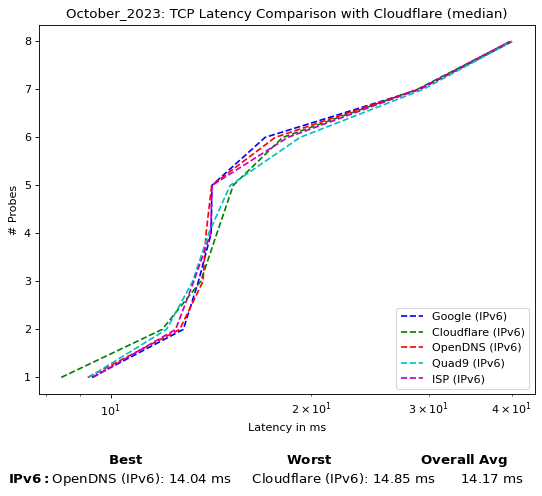 October_2023: TCP Latency Comparison with Cloudflare (median)
8
7
6
5
4
3
2
1
# Probes
10¹
2 × 10¹
3 × 10¹
4 × 10¹
Latency in ms
Google (IPv6)
Cloudflare (IPv6)
OpenDNS (IPv6)
Quad9 (IPv6)
ISP (IPv6)
Best Worst Overall Avg
IPv6: OpenDNS (IPv6): 14.04 ms Cloudflare (IPv6): 14.85 ms 14.17 ms